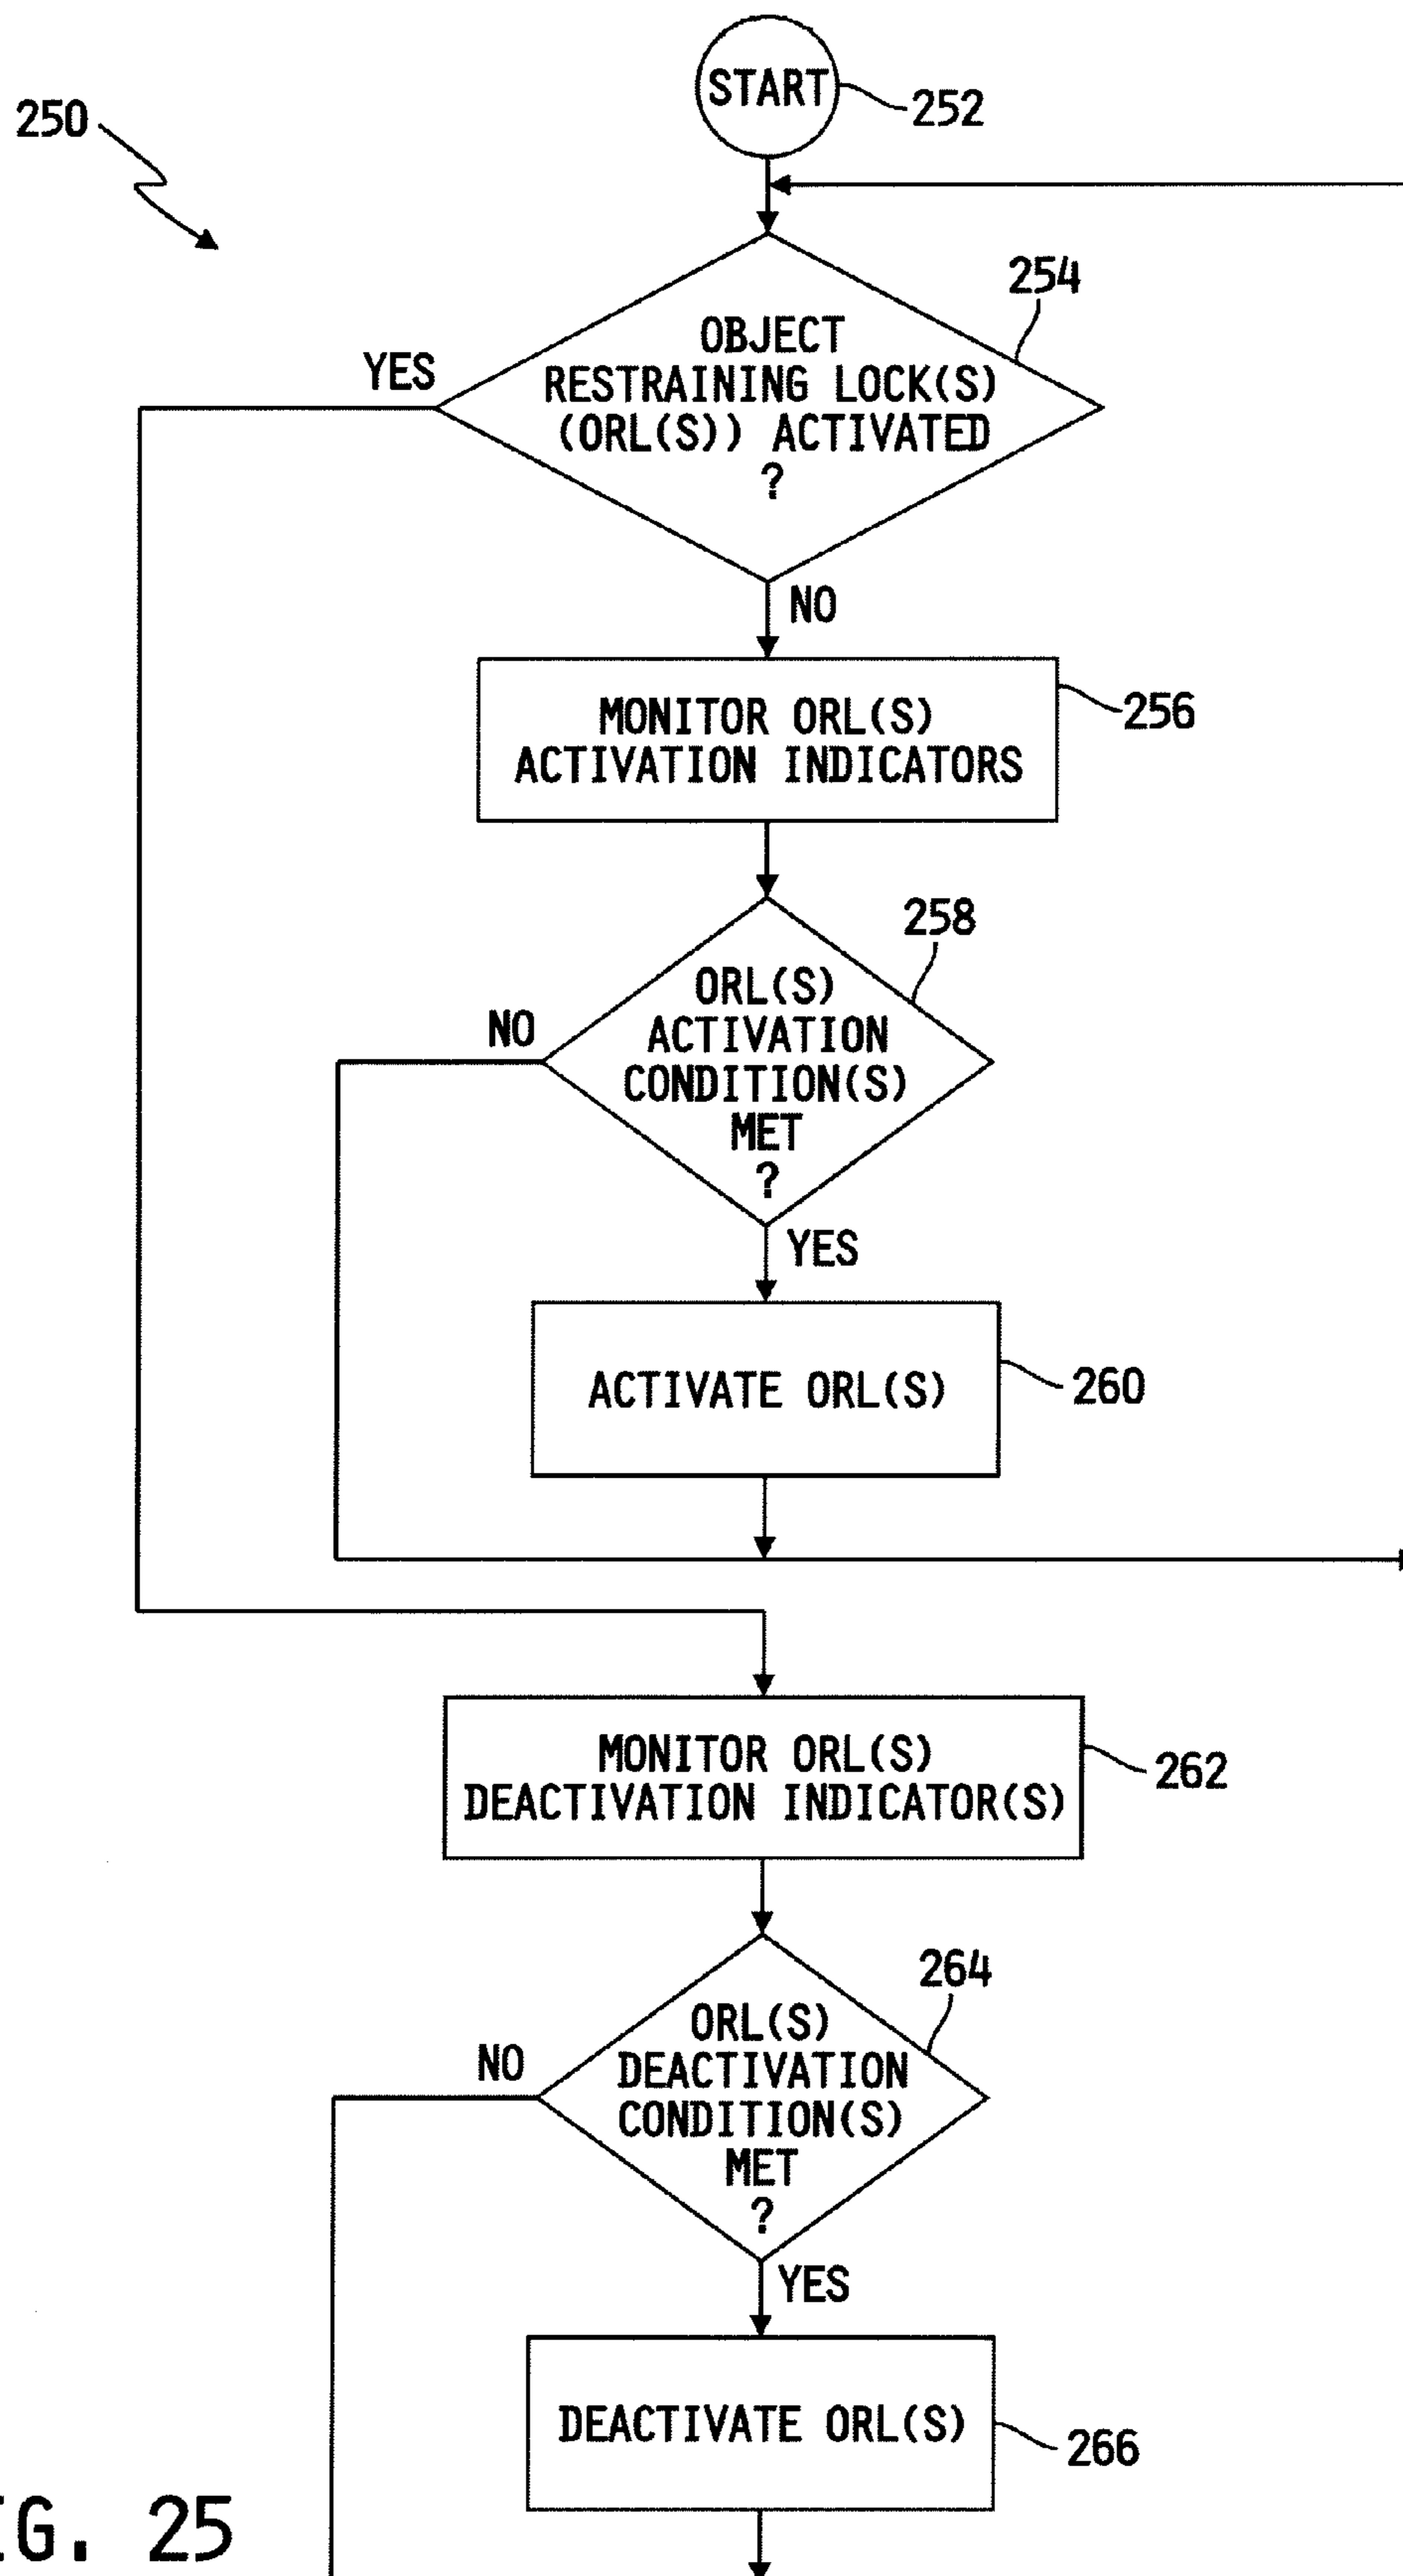 START
252
250
254
OBJECT
RESTRAINING LOCK(S)
(ORL(S)) ACTIVATED
?
YES
NO
MONITOR ORL(S)
ACTIVATION INDICATORS
256
258
ORL(S)
ACTIVATION
CONDITION(S)
MET
?
NO
YES
ACTIVATE ORL(S)
260
MONITOR ORL(S)
DEACTIVATION INDICATOR(S)
262
264
ORL(S)
DEACTIVATION
CONDITION(S)
MET
?
NO
YES
DEACTIVATE ORL(S)
266
IG. 25